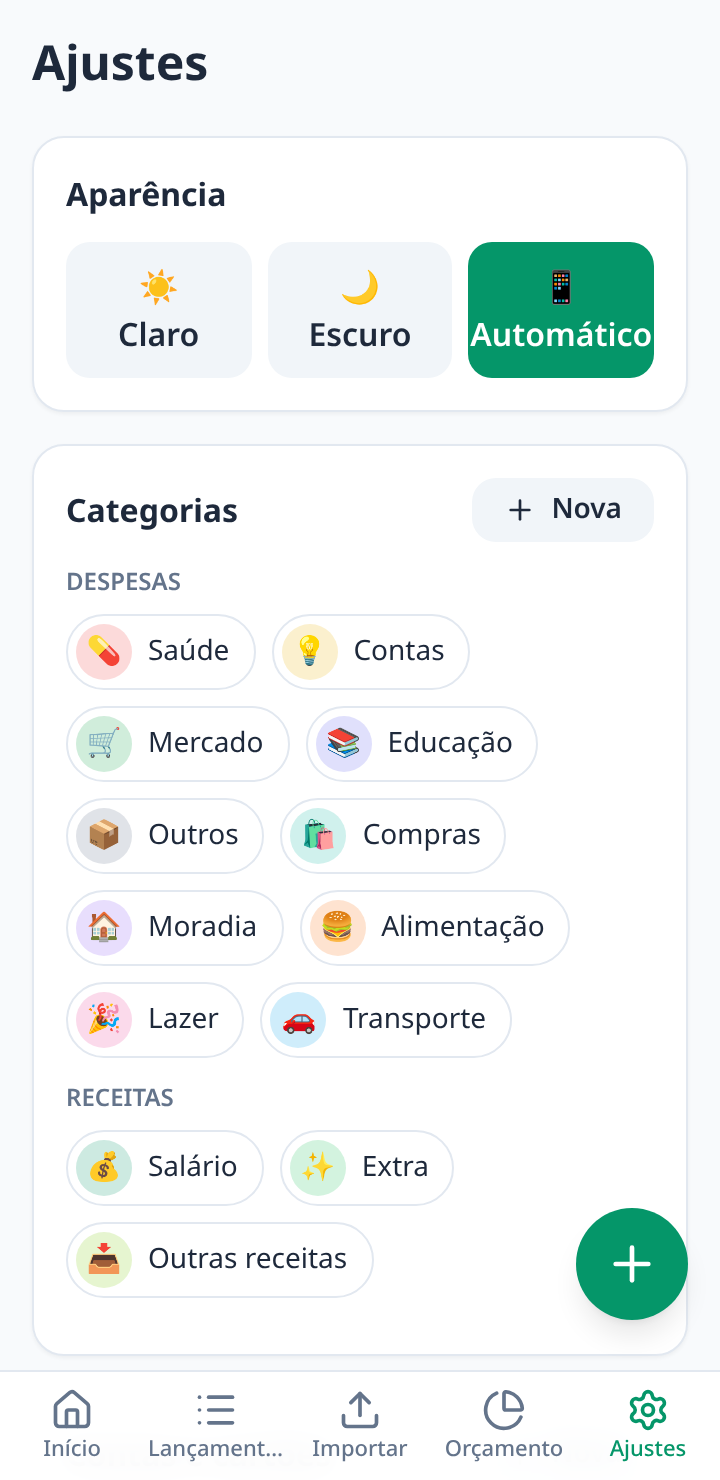 Ajustes
Aparência
Claro
Escuro
Automático
Categorias
Nova
DESPESAS
Saúde
Contas
Mercado
Educação
Outros
Compras
Moradia
Alimentação
Lazer
Transporte
RECEITAS
Salário
Extra
Outras receitas
Início
Lançament...
Importar
Orçamento
Ajustes